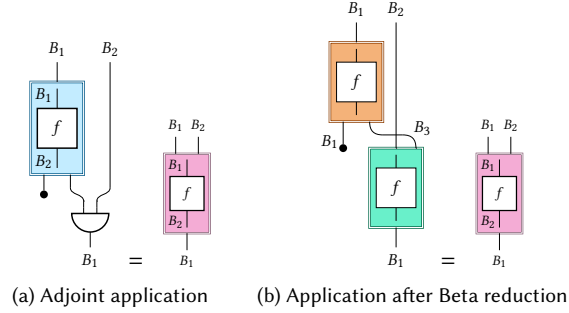 B₁ B₂ B₁ B₂
B₁
f
B₂
B₁ B₂
B₁
f
B₂
B₁ = B₁
f
B₁ B₃
f
B₁ B₂
B₁
f
B₂
B₁ = B₁
(a) Adjoint application (b) Application after Beta reduction